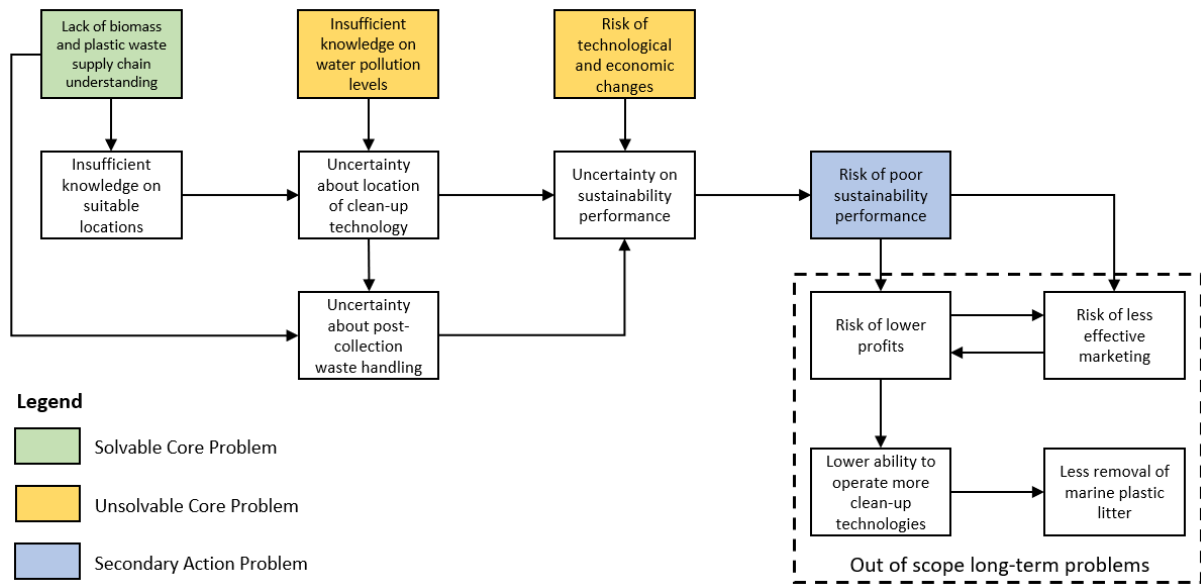 Lack of biomass
and plastic waste
supply chain
understanding
Insufficient
knowledge on
water pollution
levels
Risk of
technological
and economic
changes
Insufficient
knowledge on
suitable
locations
Uncertainty
about location
of clean-up
technology
Uncertainty on
sustainability
performance
Risk of poor
sustainability
performance
Uncertainty
about post-
collection
waste handling
Risk of lower
profits
Risk of less
effective
marketing
Lower ability to
operate more
clean-up
technologies
Less removal of
marine plastic
litter
Out of scope long-term problems
Legend
Solvable Core Problem
Unsolvable Core Problem
Secondary Action Problem